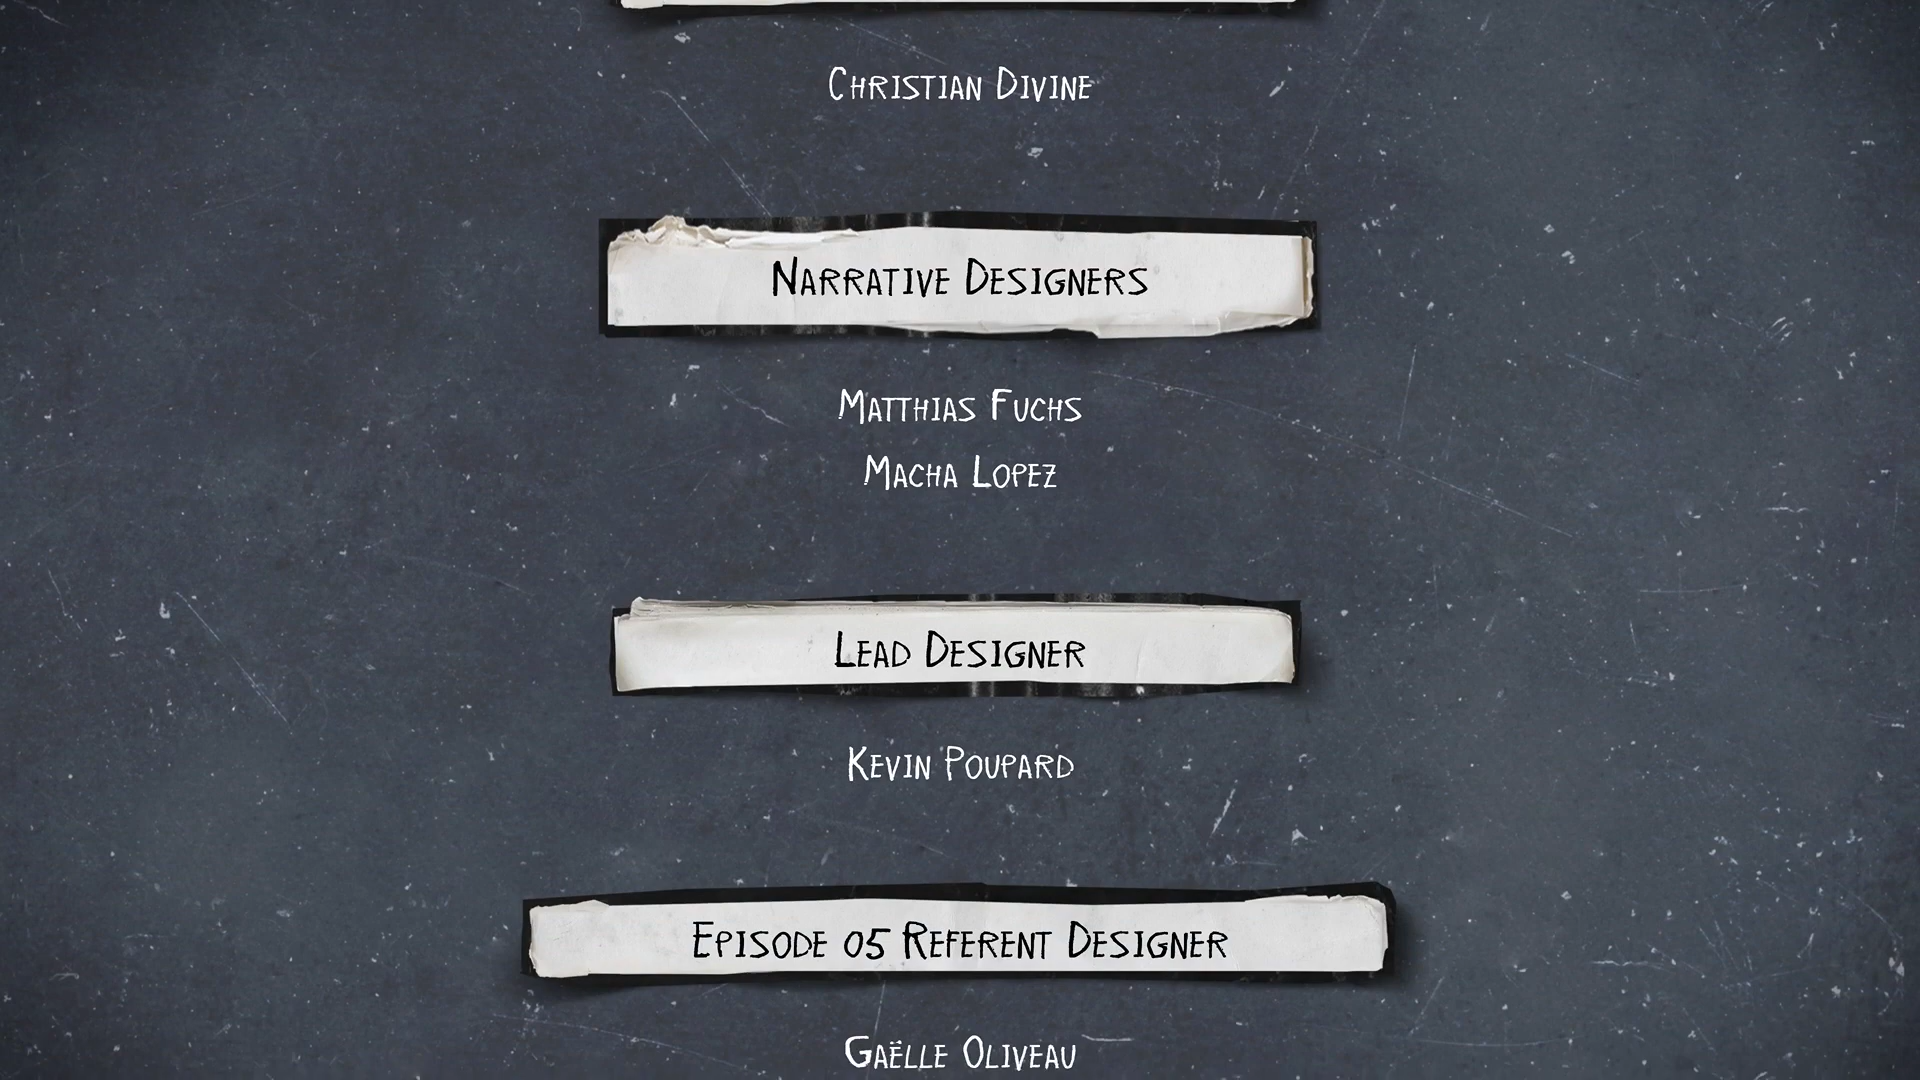 Christian Divine
Narrative Designers
Matthias Fuchs
Macha Lopez
Lead Designer
Kevin Poupard
Episode 05 Referent Designer
Gaëlle Oliveau